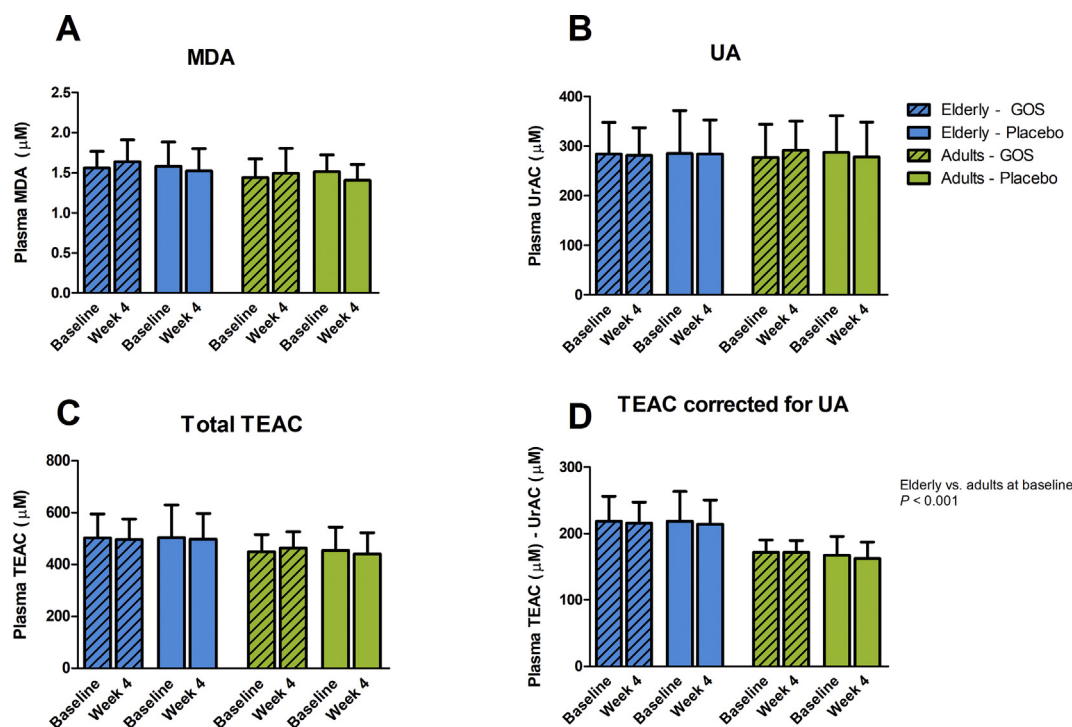 A
MDA
Plasma MDA (μM)
2.5
2.0
1.5
1.0
0.5
0.0
Baseline
Week 4
Baseline
Week 4
Baseline
Week 4
Baseline
Week 4
B
UA
Plasma UrAC (μM)
400
300
200
100
0
Baseline
Week 4
Baseline
Week 4
Baseline
Week 4
Baseline
Week 4
Elderly - GOS
Elderly - Placebo
Adults - GOS
Adults - Placebo
C
Total TEAC
Plasma TEAC (μM)
800
600
400
200
0
Baseline
Week 4
Baseline
Week 4
Baseline
Week 4
Baseline
Week 4
D
TEAC corrected for UA
Plasma TEAC (μM) - UrAC (μM)
300
200
100
0
Baseline
Week 4
Baseline
Week 4
Baseline
Week 4
Baseline
Week 4
Elderly vs. adults at baseline
P < 0.001